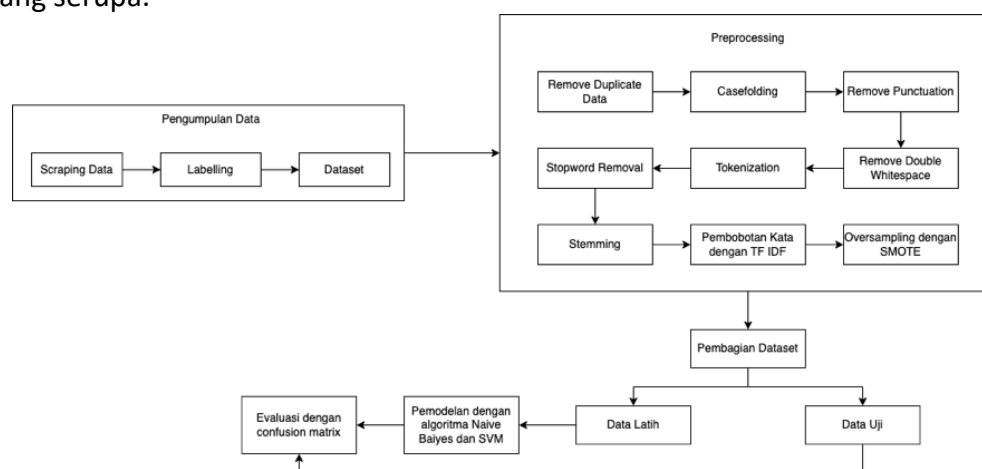 ang serupa.
Preprocessing
Remove Duplicate
Data
Casefolding
Remove Punctuation
Pengumpulan Data
Scraping Data
Labelling
Dataset
Stopword Removal
Tokenization
Remove Double
Whitespace
Stemming
Pembobotan Kata
dengan TF IDF
Oversampling dengan
SMOTE
Pembagian Dataset
Evaluasi dengan
confusion matrix
Pemodelan dengan
algoritma Naive
Baiyes dan SVM
Data Latih
Data Uji